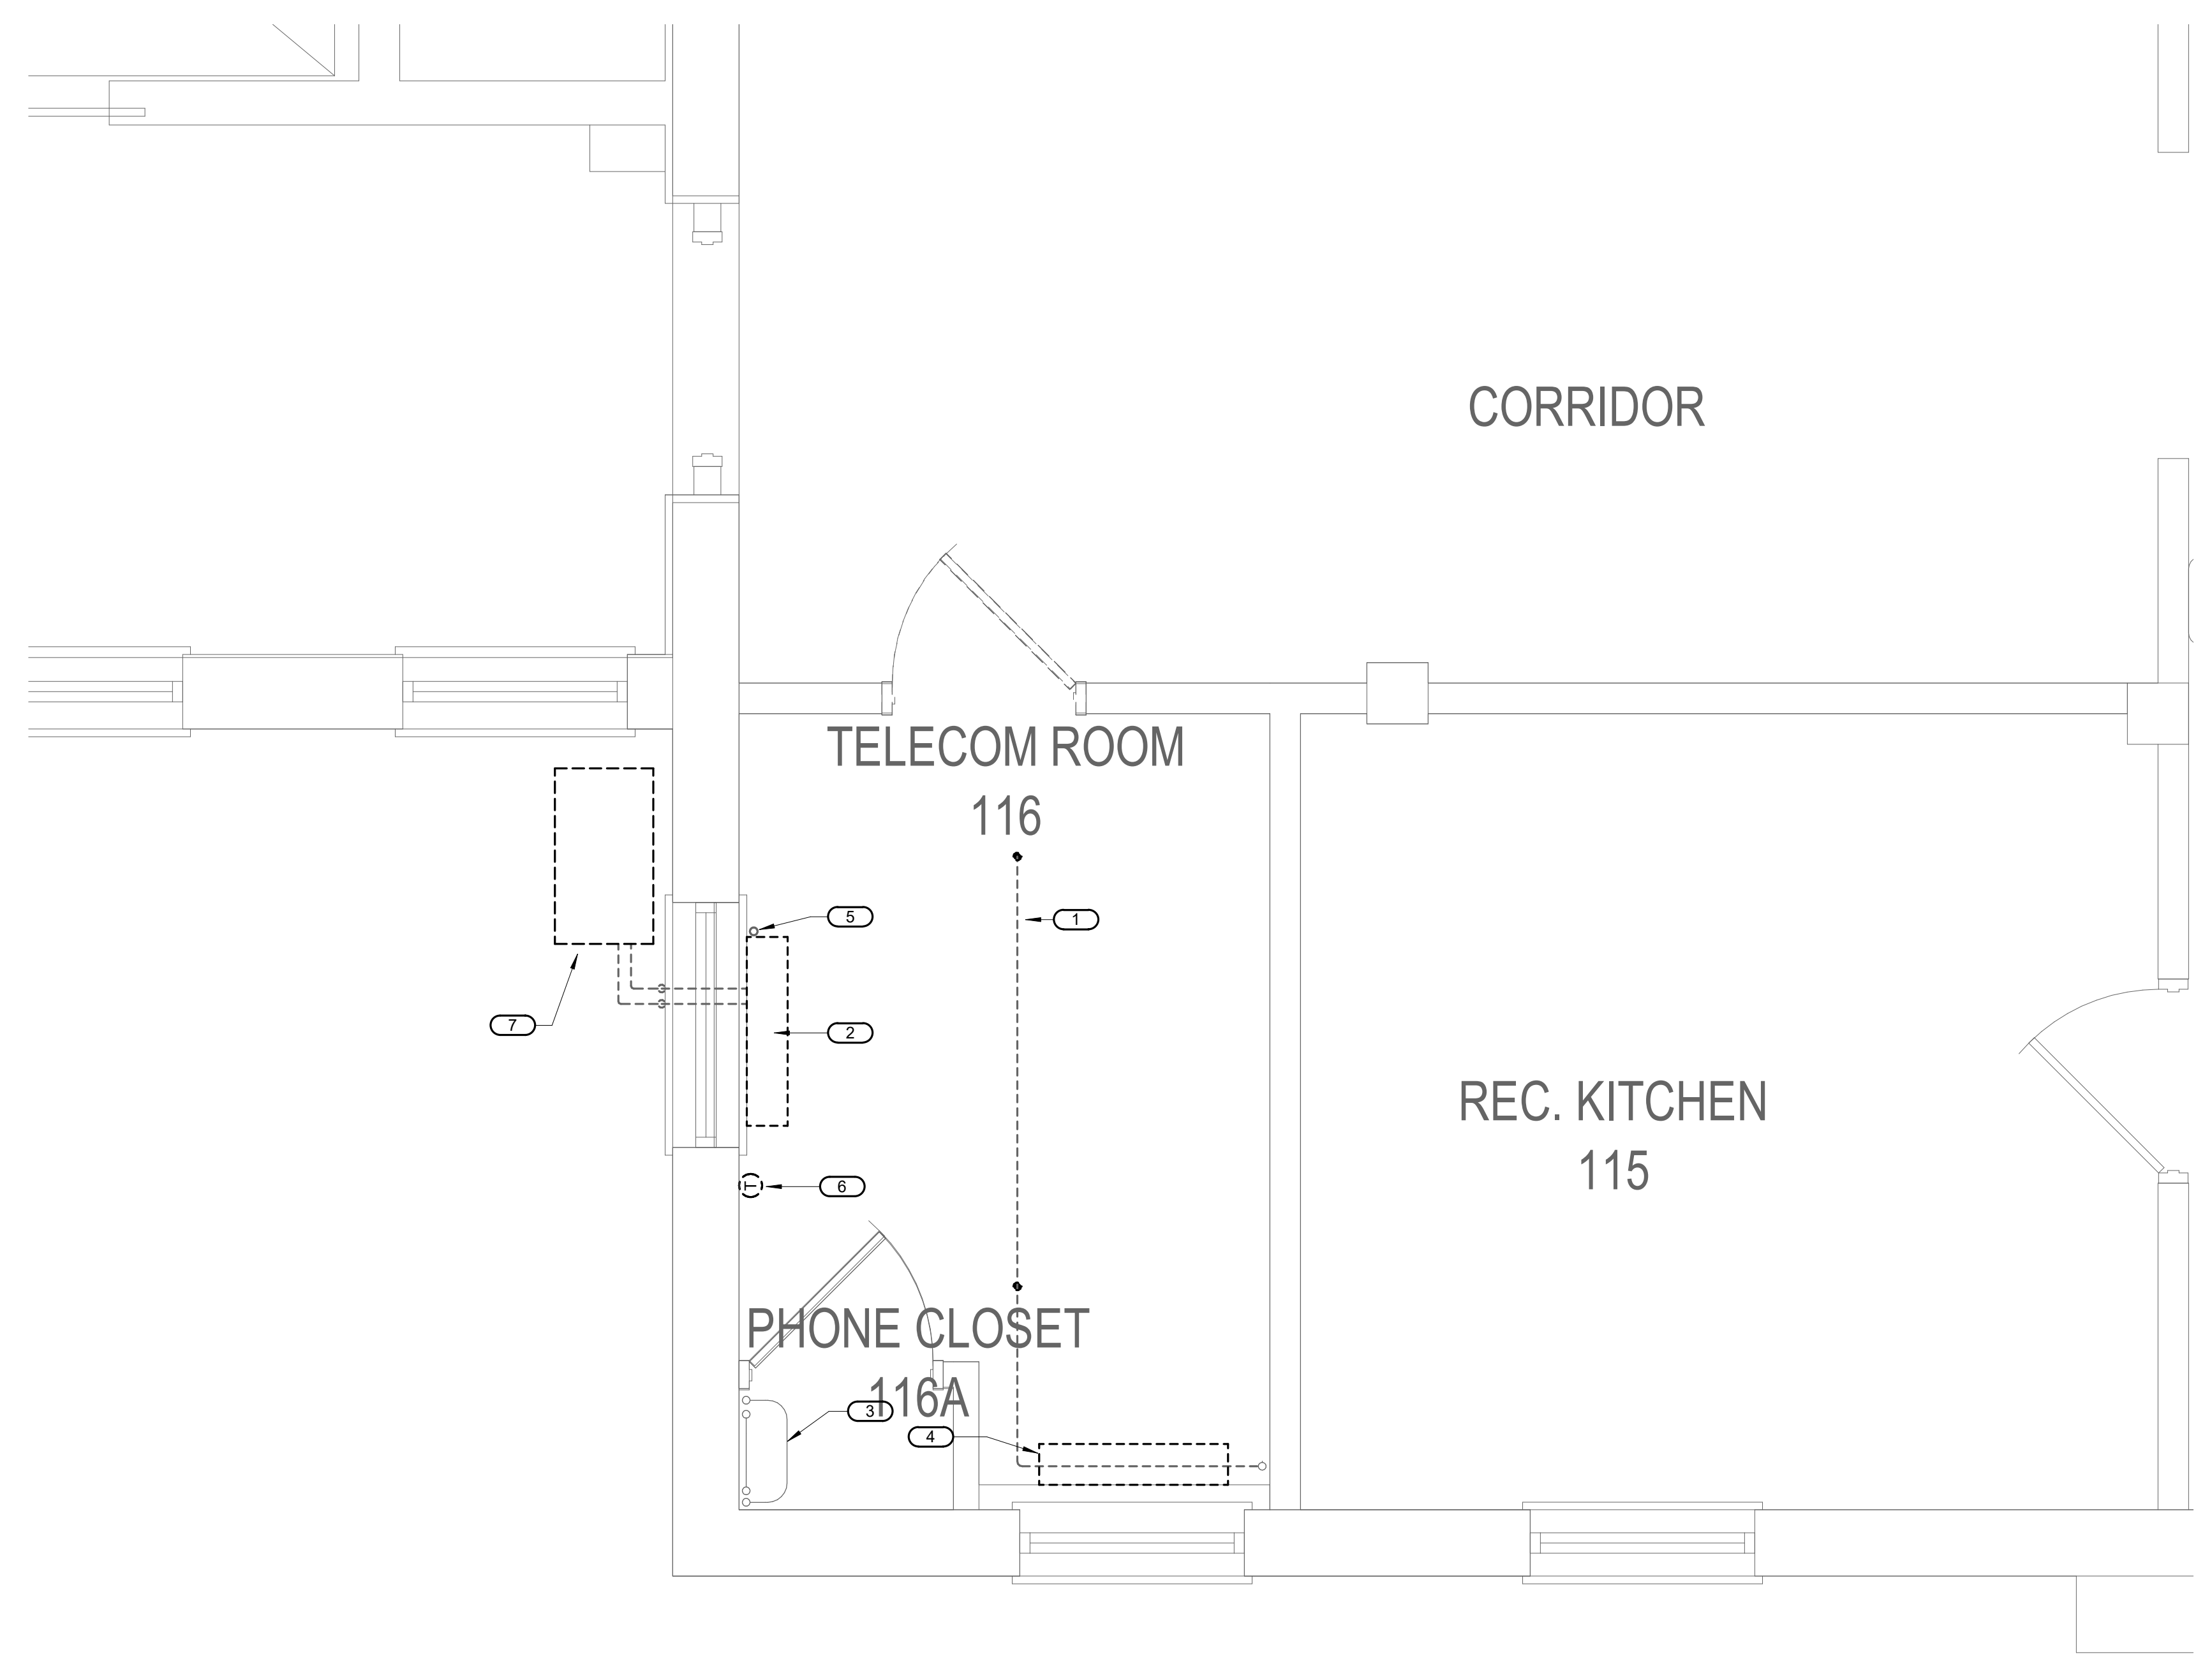 CORRIDOR
TELECOM ROOM
116
5
1
7
2
REC. KITCHEN
115
T
6
PHONE CLOSET
116A
3
4